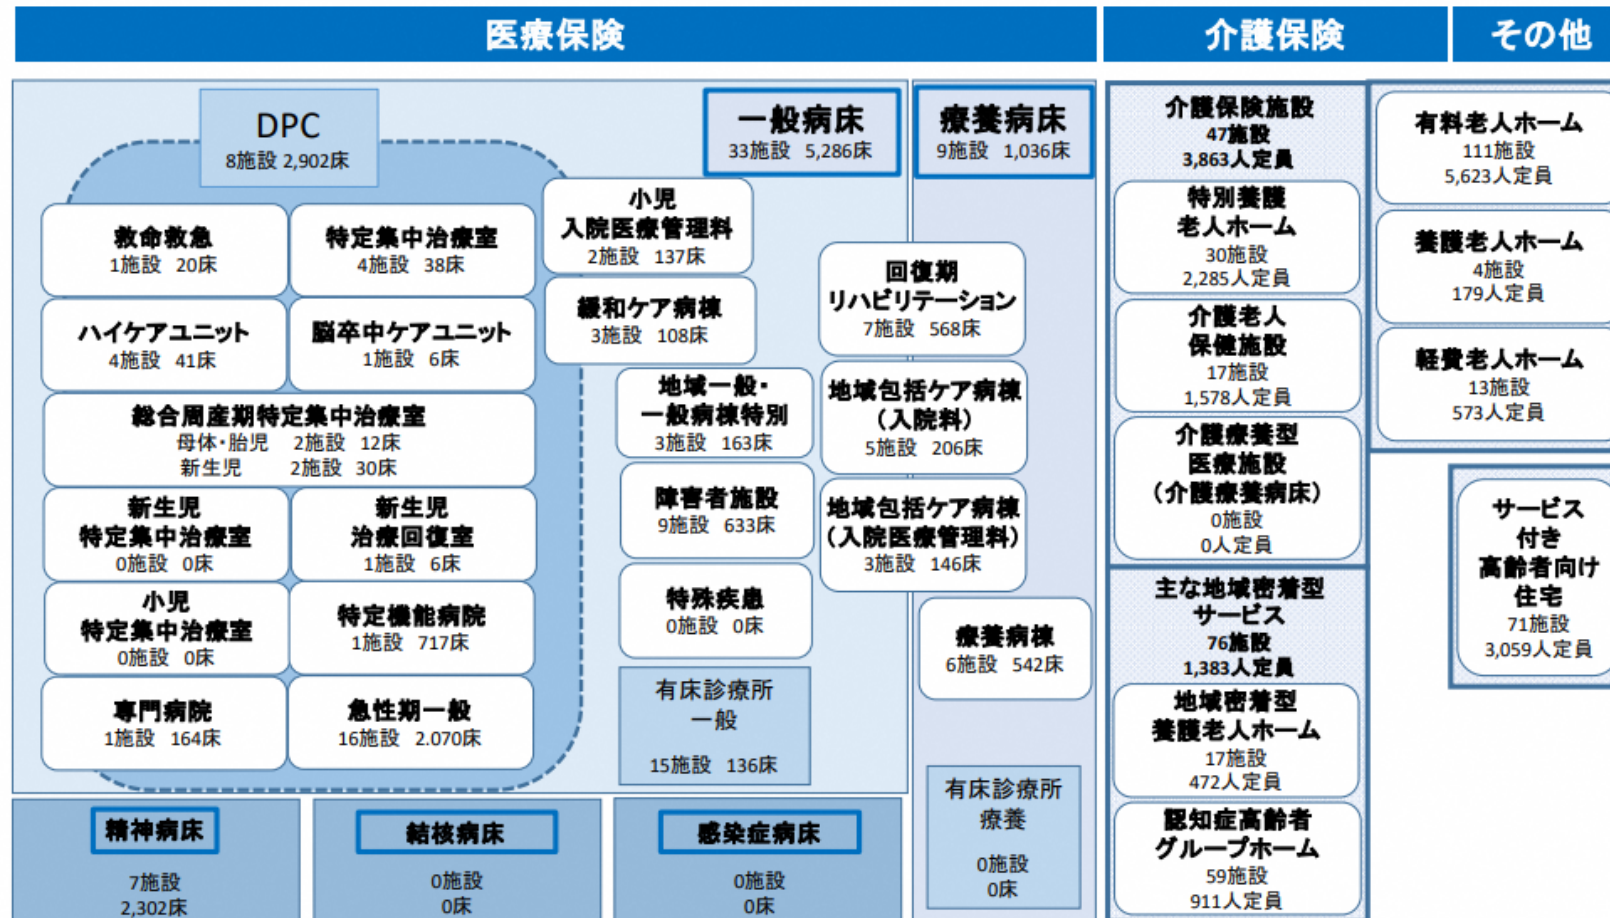 医療保険
介護保険
その他
DPC
8施設 2,902床
一般病床
33施設 5,286床
療養病床
9施設 1,036床
救命救急
1施設 20床
特定集中治療室
4施設 38床
ハイケアユニット
4施設 41床
脳卒中ケアユニット
1施設 6床
総合周産期特定集中治療室
母体・胎児 2施設 12床
新生児 2施設 30床
新生児
特定集中治療室
0施設 0床
新生児
治療回復室
1施設 6床
小児
特定集中治療室
0施設 0床
特定機能病院
1施設 717床
専門病院
1施設 164床
急性期一般
16施設 2.070床
小児
入院医療管理料
2施設 137床
緩和ケア病棟
3施設 108床
地域一般・
一般病棟特別
3施設 163床
障害者施設
9施設 633床
特殊疾患
0施設 0床
有床診療所
一般
15施設 136床
回復期
リハビリテーション
7施設 568床
地域包括ケア病棟
(入院料)
5施設 206床
地域包括ケア病棟
(入院医療管理料)
3施設 146床
療養病棟
6施設 542床
有床診療所
療養
0施設
0床
精神病床
7施設
2,302床
結核病床
0施設
0床
感染症病床
0施設
0床
介護保険施設
47施設
3,863人定員
特別養護
老人ホーム
30施設
2,285人定員
介護老人
保健施設
17施設
1,578人定員
介護療養型
医療施設
(介護療養病床)
0施設
0人定員
主な地域密着型
サービス
76施設
1,383人定員
地域密着型
養護老人ホーム
17施設
472人定員
認知症高齢者
グループホーム
59施設
911人定員
有料老人ホーム
111施設
5,623人定員
養護老人ホーム
4施設
179人定員
軽費老人ホーム
13施設
573人定員
サービス
付き
高齢者向け
住宅
71施設
3,059人定員